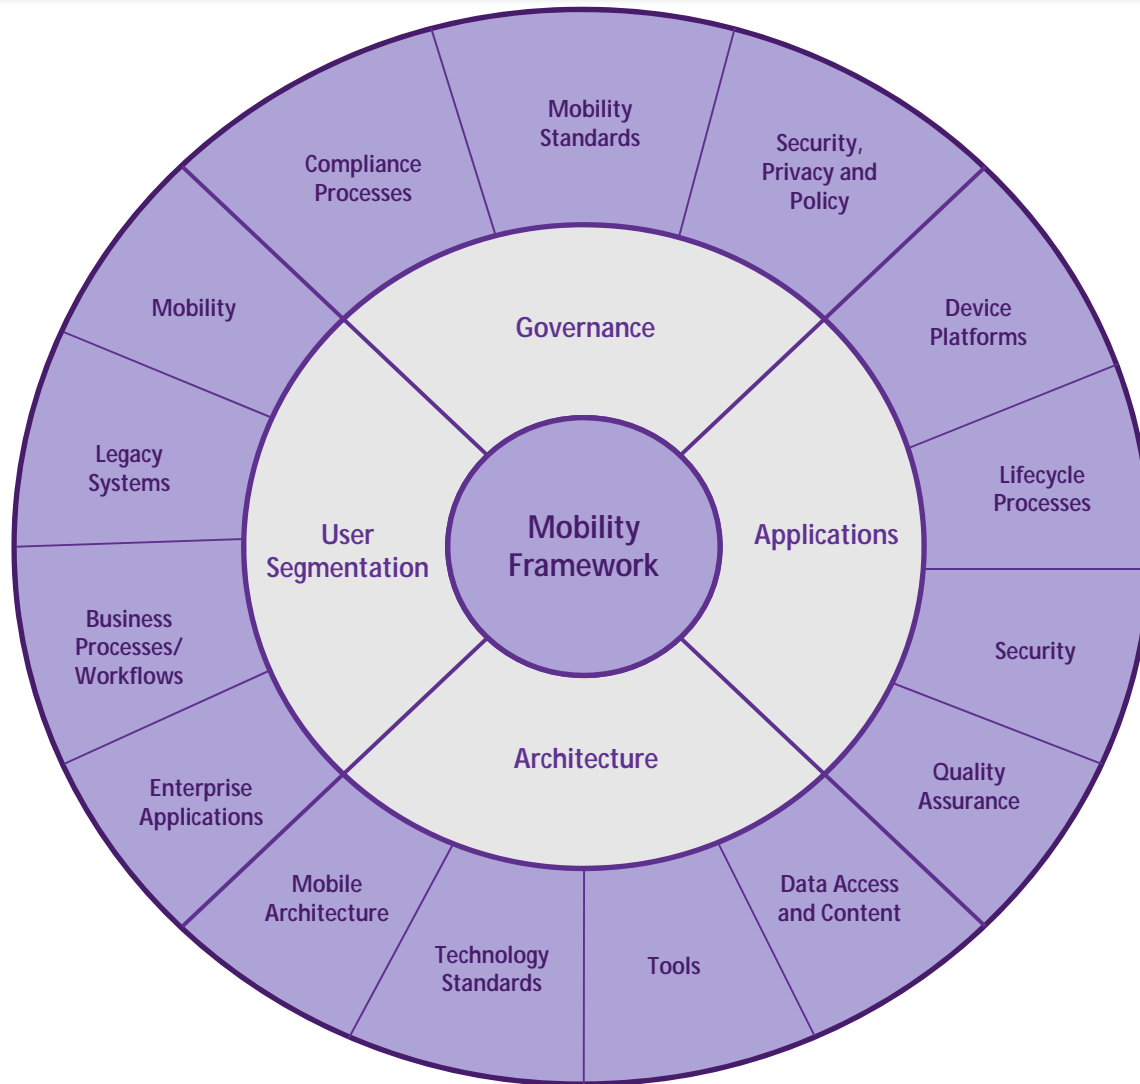 Mobility
Standards
Security,
Privacy and
Policy
Compliance
Processes
Device
Platforms
Mobility
Governance
Lifecycle
Processes
Legacy
Systems
User
Segmentation
Mobility
Framework
Applications
Business
Processes/
Workflows
Security
Architecture
Quality
Assurance
Enterprise
Applications
Mobile
Architecture
Data Access
and Content
Technology
Standards
Tools